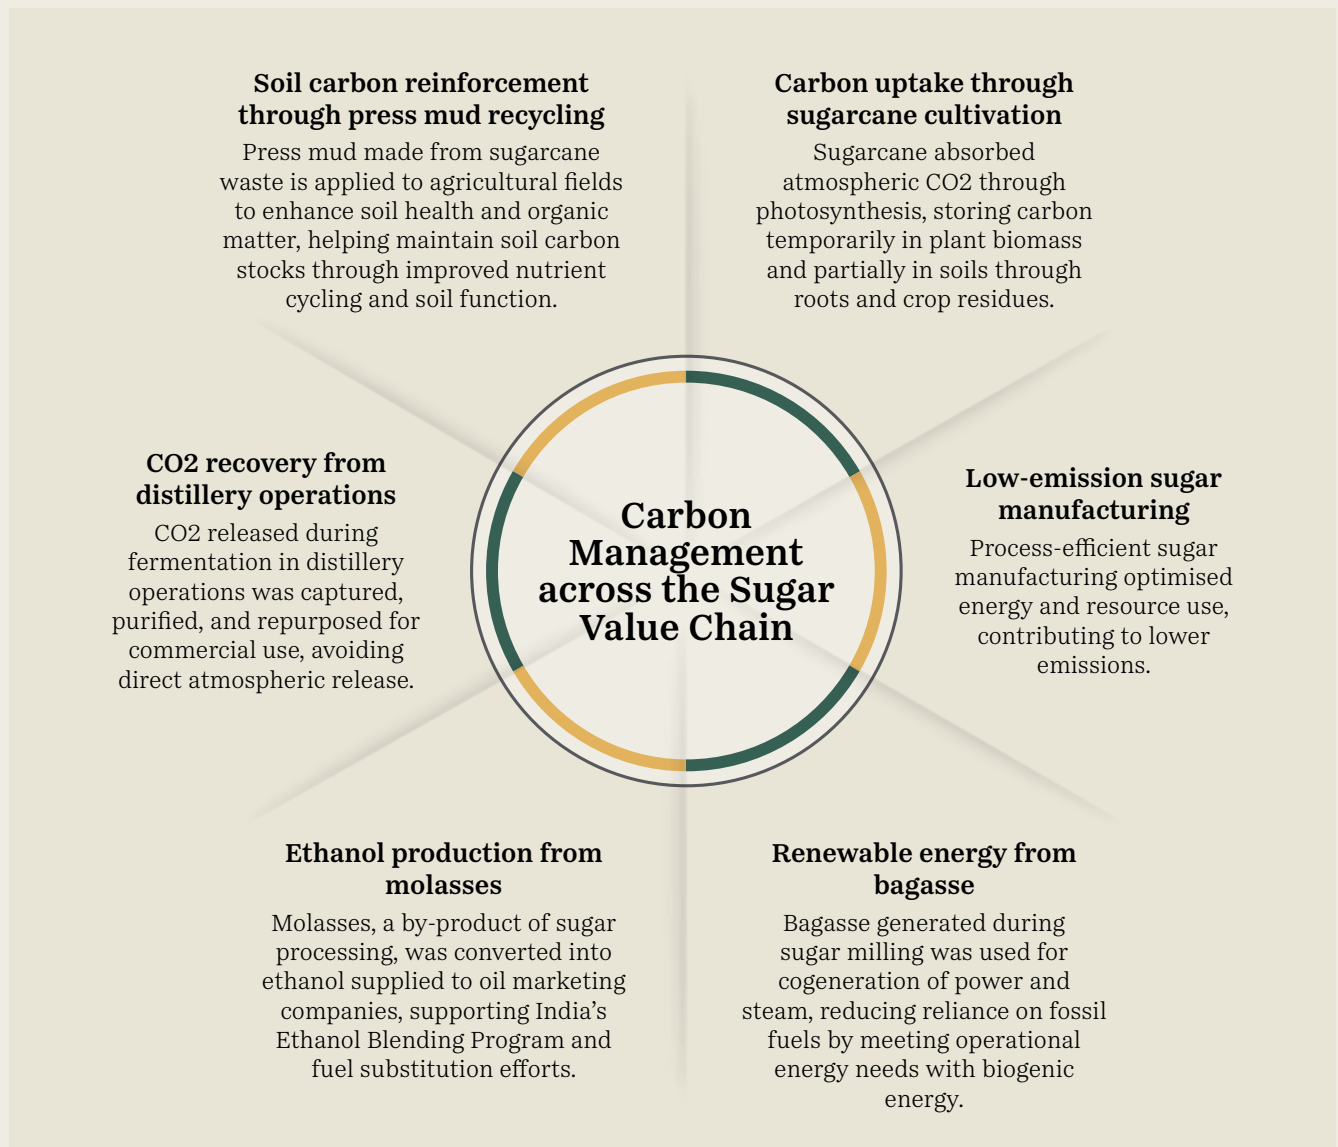 Soil carbon reinforcement
through press mud recycling
Press mud made from sugarcane
waste is applied to agricultural fields
to enhance soil health and organic
matter, helping maintain soil carbon
stocks through improved nutrient
cycling and soil function.
Carbon uptake through
sugarcane cultivation
Sugarcane absorbed
atmospheric CO2 through
photosynthesis, storing carbon
temporarily in plant biomass
and partially in soils through
roots and crop residues.
CO2 recovery from
distillery operations
CO2 released during
fermentation in distillery
operations was captured,
purified, and repurposed for
commercial use, avoiding
direct atmospheric release.
Carbon
Management
across the Sugar
Value Chain
Low-emission sugar
manufacturing
Process-efficient sugar
manufacturing optimised
energy and resource use,
contributing to lower
emissions.
Ethanol production from
molasses
Molasses, a by-product of sugar
processing, was converted into
ethanol supplied to oil marketing
companies, supporting India’s
Ethanol Blending Program and
fuel substitution efforts.
Renewable energy from
bagasse
Bagasse generated during
sugar milling was used for
cogeneration of power and
steam, reducing reliance on fossil
fuels by meeting operational
energy needs with biogenic
energy.